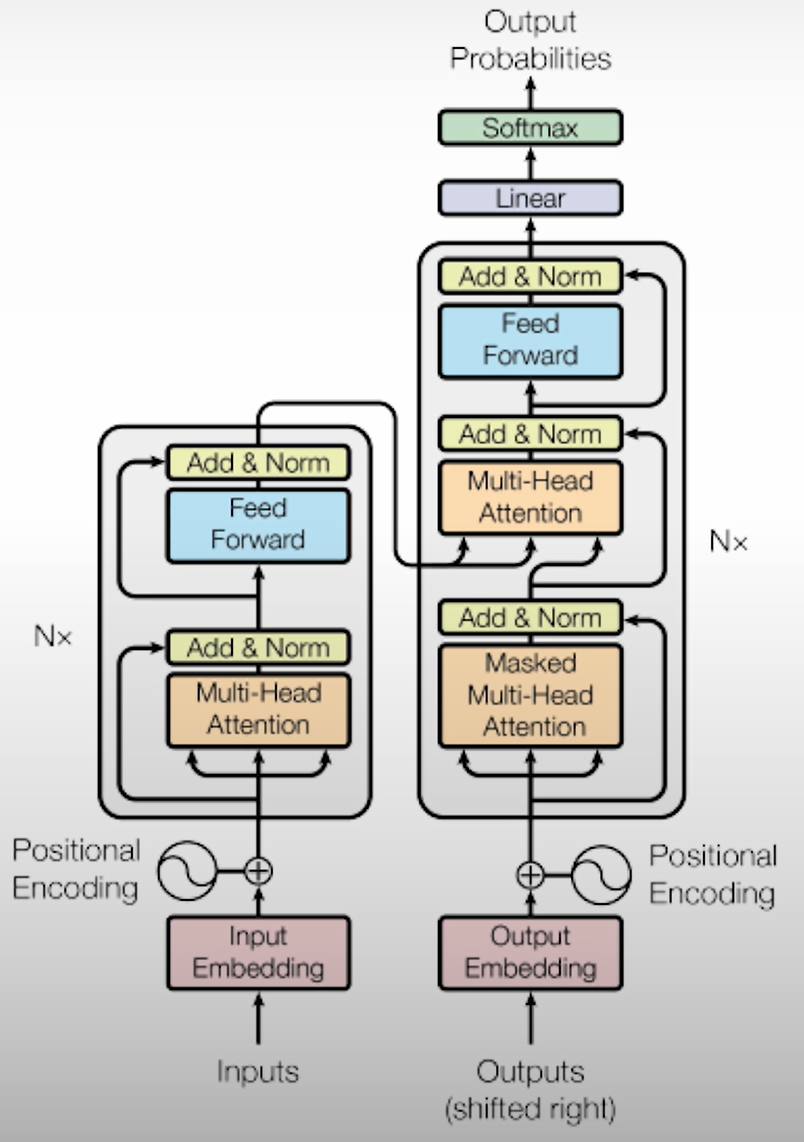 Output
Probabilities
Softmax
Linear
Add & Norm
Feed
Forward
Add & Norm
Multi-Head
Attention
Add & Norm
Masked
Multi-Head
Attention
Nx
Add & Norm
Feed
Forward
Add & Norm
Multi-Head
Attention
Nx
Positional
Encoding
Positional
Encoding
Input
Embedding
Output
Embedding
Inputs
Outputs
(shifted right)